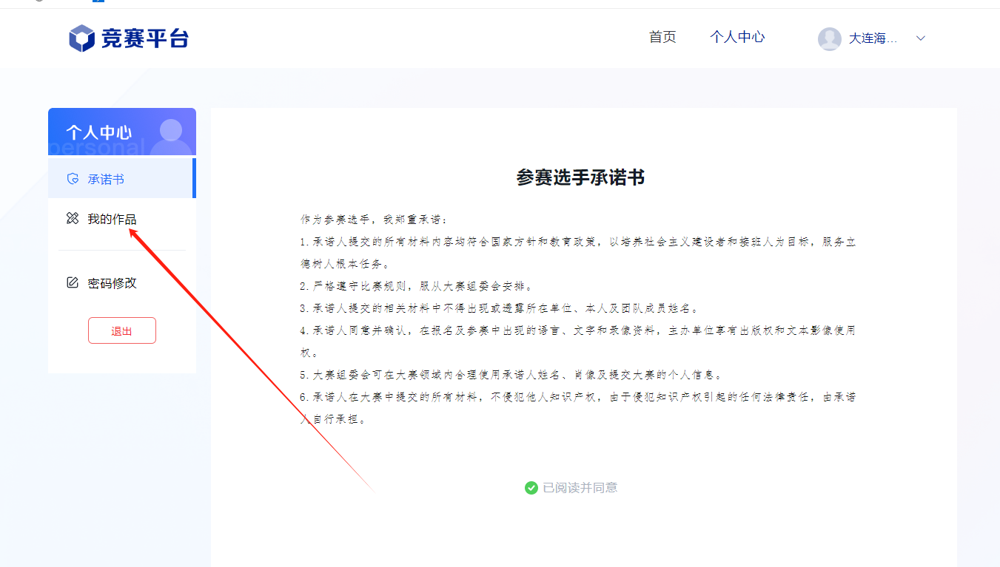 竞赛平台
首页
个人中心
大连海...
个人中心
personal
承诺书
我的作品
密码修改
退出
参赛选手承诺书
作为参赛选手，我郑重承诺：
1.承诺人提交的所有材料内容均符合国家方针和教育政策，以培养社会主义建设者和接班人为目标，服务立
德树人根本任务。
2.严格遵守比赛规则，服从大赛组委会安排。
3.承诺人提交的相关材料中不得出现或透露所在单位、本人及团队成员姓名。
4.承诺人同意并确认，在报名及参赛中出现的语言、文字和录像资料，主办单位享有出版权和文本影像使用
权。
5.大赛组委会可在大赛领域内合理使用承诺人姓名、肖像及提交大赛的个人信息。
6.承诺人在大赛中提交的所有材料，不侵犯他人知识产权，由于侵犯知识产权引起的任何法律责任，由承诺
人自行承担。
已阅读并同意